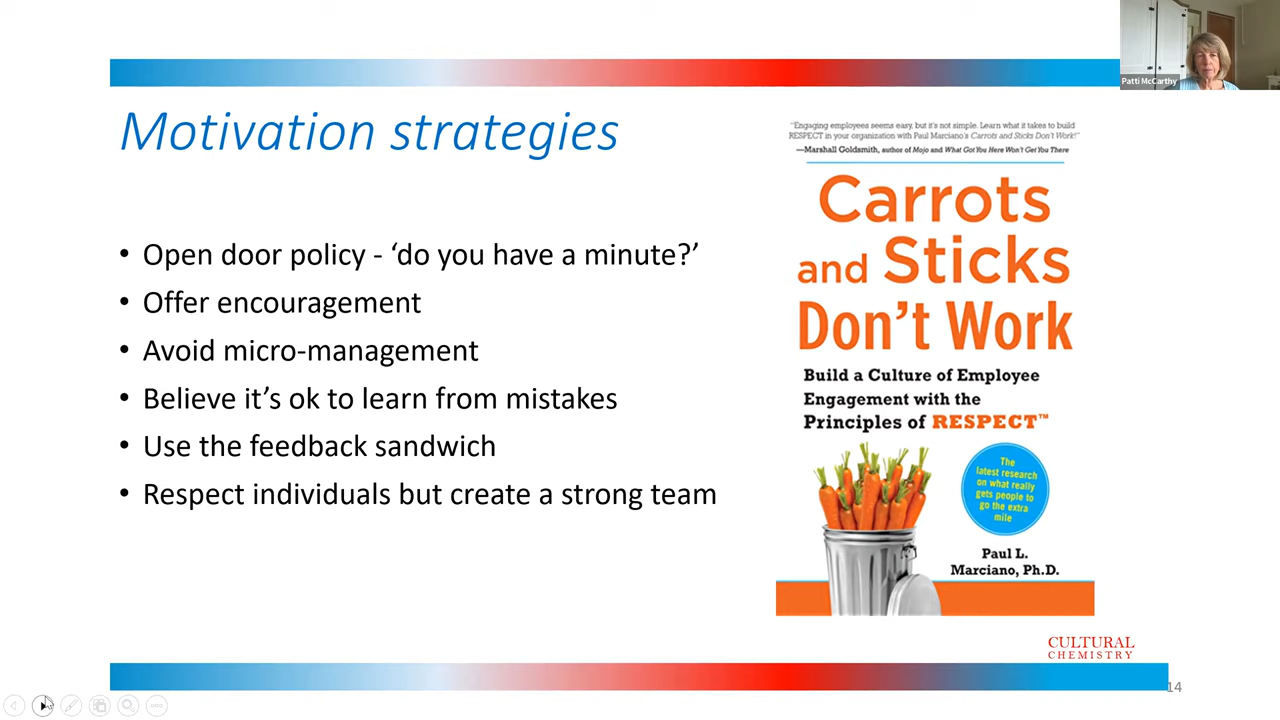 Patti McCarthy
Motivation strategies
• Open door policy - ‘do you have a minute?’
• Offer encouragement
• Avoid micro-management
• Believe it’s ok to learn from mistakes
• Use the feedback sandwich
• Respect individuals but create a strong team
“Engaging employees seems easy, but it’s not simple. Learn what it takes to build
RESPECT in your organization with Paul Marciano’s Carrots and Sticks Don’t Work!”
—Marshall Goldsmith, author of Mojo and What Got You Here Won’t Get You There
Carrots
and Sticks
Don’t Work
Build a Culture of Employee
Engagement with the
Principles of RESPECT™
The
latest research
on what really
gets people to
go the extra
mile
Paul L.
Marciano, Ph.D.
CULTURAL
CHEMISTRY
14